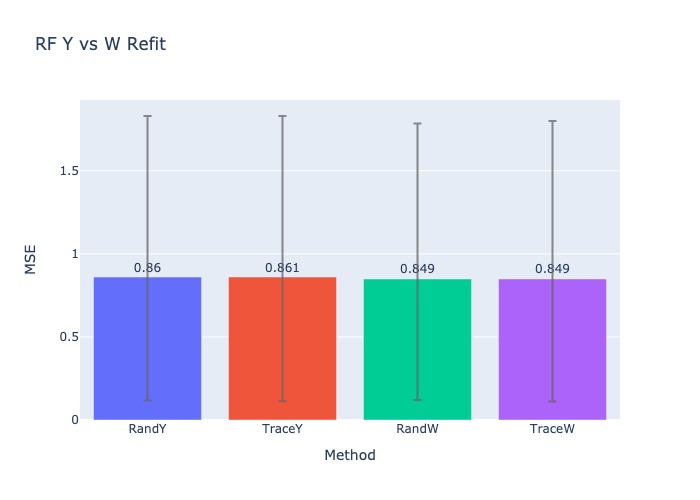 RF Y vs W Refit
MSE
1.5
1
0.5
0
0.86
0.861
0.849
0.849
RandY
TraceY
RandW
TraceW
Method